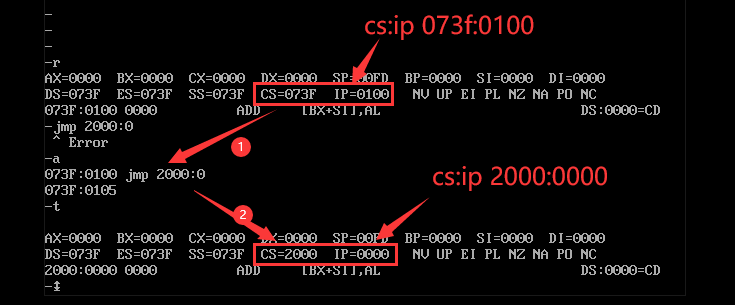 -
-
-
cs:ip 073f:0100
-r
AX=0000 BX=0000 CX=0000 DX=0000 SP=00FD BP=0000 SI=0000 DI=0000
DS=073F ES=073F SS=073F CS=073F IP=0100 NV UP EI PL NZ NA PO NC
073F:0100 0000 ADD [BX+SI],AL DS:0000=CD
-jmp 2000:0
^ Error
1
-a
073F:0100 jmp 2000:0
073F:0105
cs:ip 2000:0000
-t
2
AX=0000 BX=0000 CX=0000 DX=0000 SP=00FD BP=0000 SI=0000 DI=0000
DS=073F ES=073F SS=073F CS=2000 IP=0000 NV UP EI PL NZ NA PO NC
2000:0000 0000 ADD [BX+SI],AL DS:0000=CD